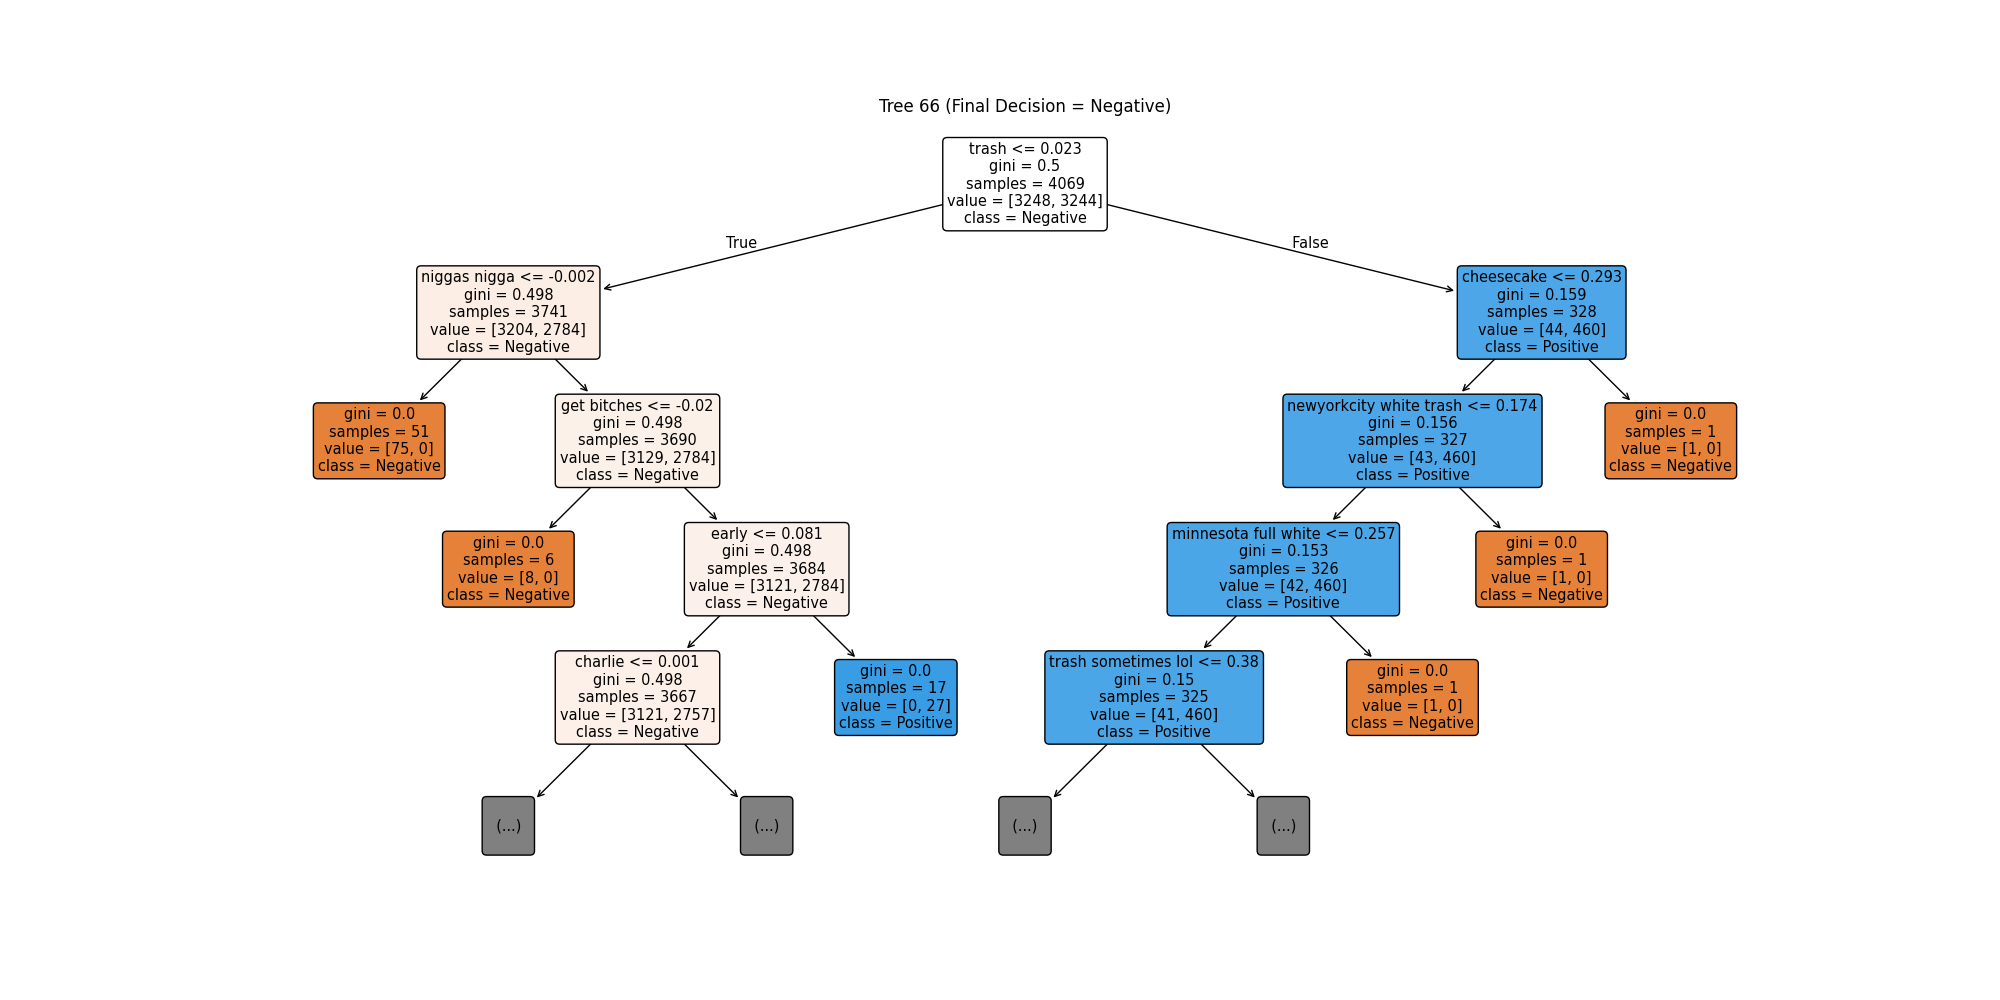 Tree 66 (Final Decision = Negative)
trash <= 0.023
gini = 0.5
samples = 4069
value = [3248, 3244]
class = Negative
True
False
niggas nigga <= -0.002
gini = 0.498
samples = 3741
value = [3204, 2784]
class = Negative
cheesecake <= 0.293
gini = 0.159
samples = 328
value = [44, 460]
class = Positive
gini = 0.0
samples = 51
value = [75, 0]
class = Negative
get bitches <= -0.02
gini = 0.498
samples = 3690
value = [3129, 2784]
class = Negative
newyorkcity white trash <= 0.174
gini = 0.156
samples = 327
value = [43, 460]
class = Positive
gini = 0.0
samples = 1
value = [1, 0]
class = Negative
gini = 0.0
samples = 6
value = [8, 0]
class = Negative
early <= 0.081
gini = 0.498
samples = 3684
value = [3121, 2784]
class = Negative
minnesota full white <= 0.257
gini = 0.153
samples = 326
value = [42, 460]
class = Positive
gini = 0.0
samples = 1
value = [1, 0]
class = Negative
charlie <= 0.001
gini = 0.498
samples = 3667
value = [3121, 2757]
class = Negative
gini = 0.0
samples = 17
value = [0, 27]
class = Positive
trash sometimes lol <= 0.38
gini = 0.15
samples = 325
value = [41, 460]
class = Positive
gini = 0.0
samples = 1
value = [1, 0]
class = Negative
(...)
(...)
(...)
(...)